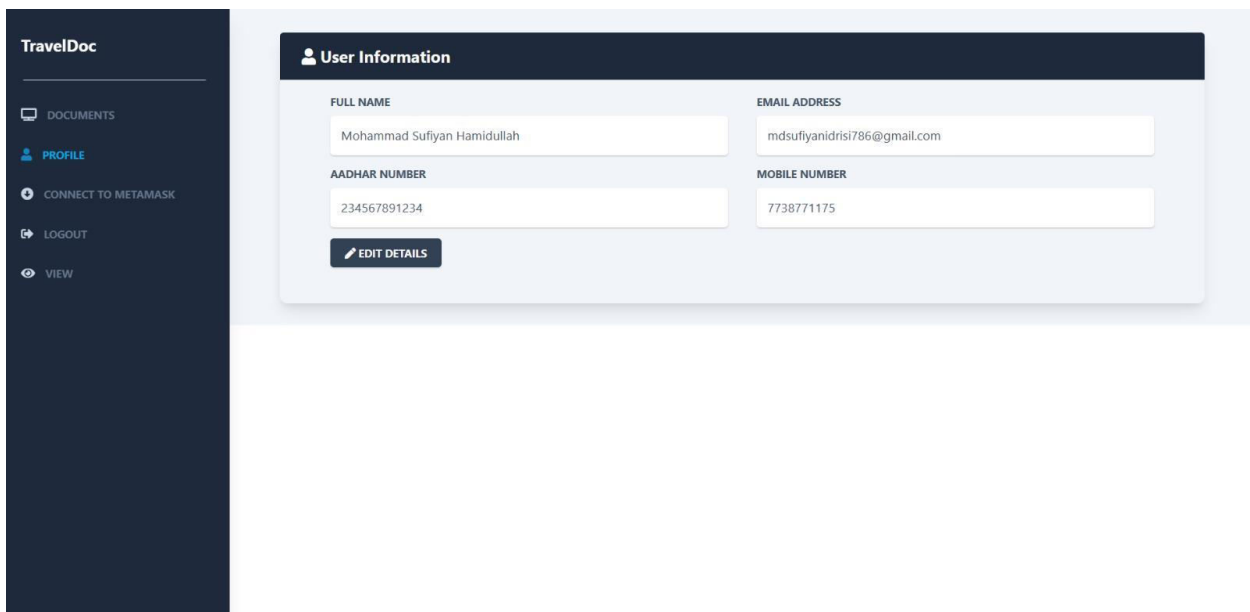 TravelDoc
DOCUMENTS
PROFILE
CONNECT TO METAMASK
LOGOUT
VIEW
User Information
FULL NAME
Mohammad Sufiyan Hamidullah
EMAIL ADDRESS
mdsufiyanidrisi786@gmail.com
AADHAR NUMBER
234567891234
MOBILE NUMBER
7738771175
EDIT DETAILS